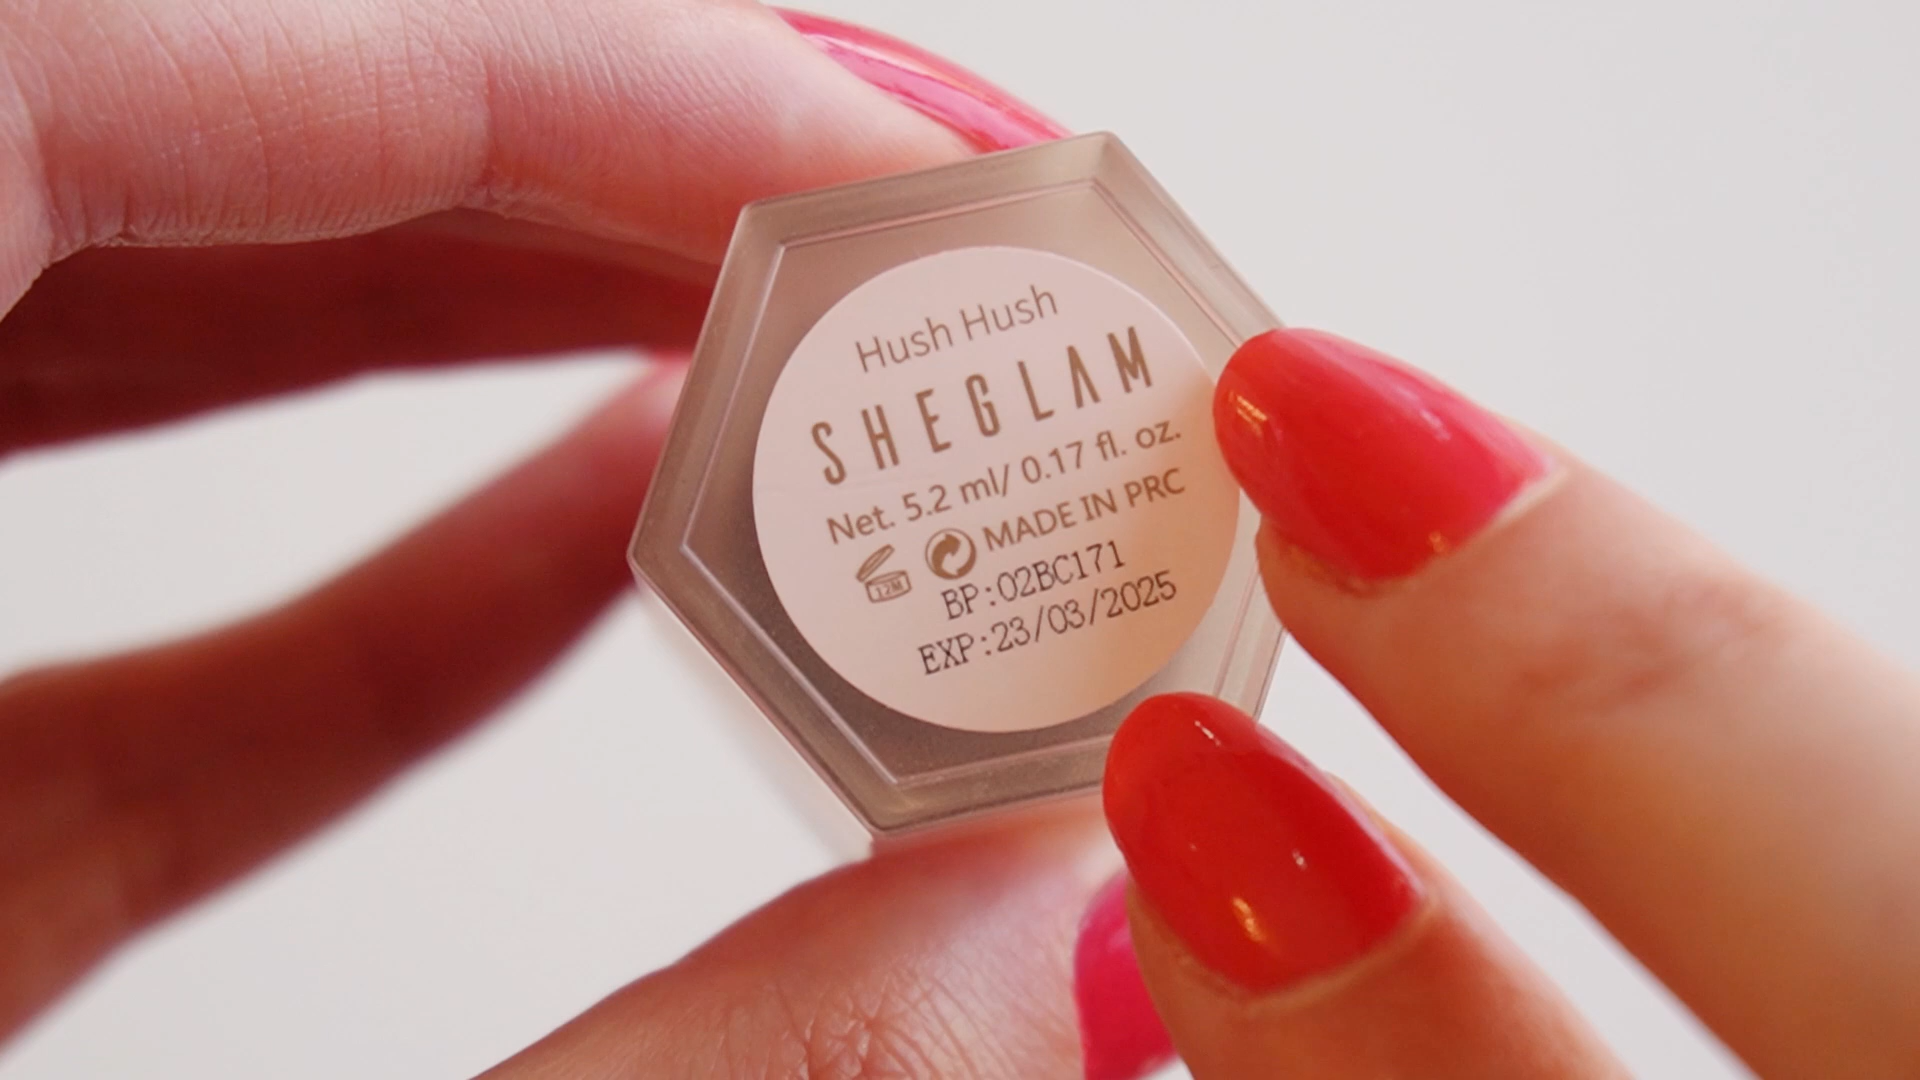 Hush Hush
SHEGLAM
Net. 5.2 ml/ 0.17 fl. oz.
12M MADE IN PRC
BP:02BC171
EXP:23/03/2025